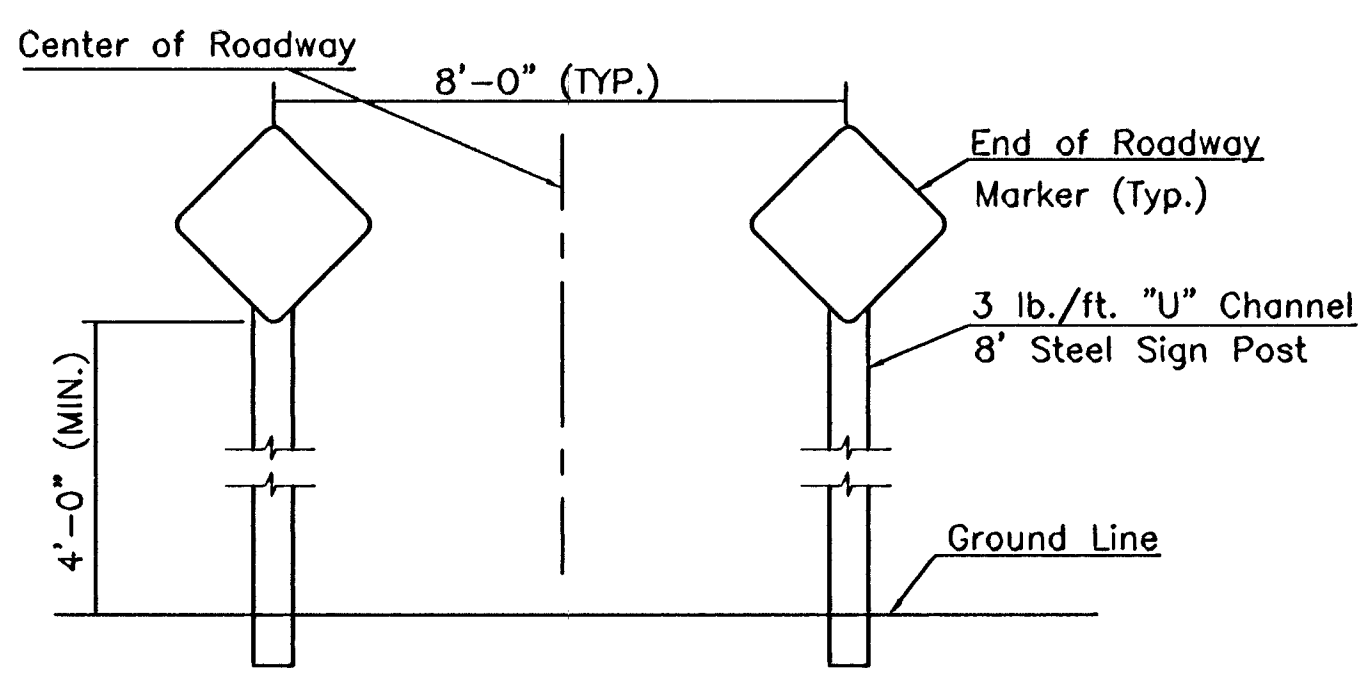 Center of Roadway
8'-0" (TYP.)
End of Roadway
Marker (Typ.)
3 lb./ft. "U" Channel
8' Steel Sign Post
4'-0" (MIN.)
Ground Line